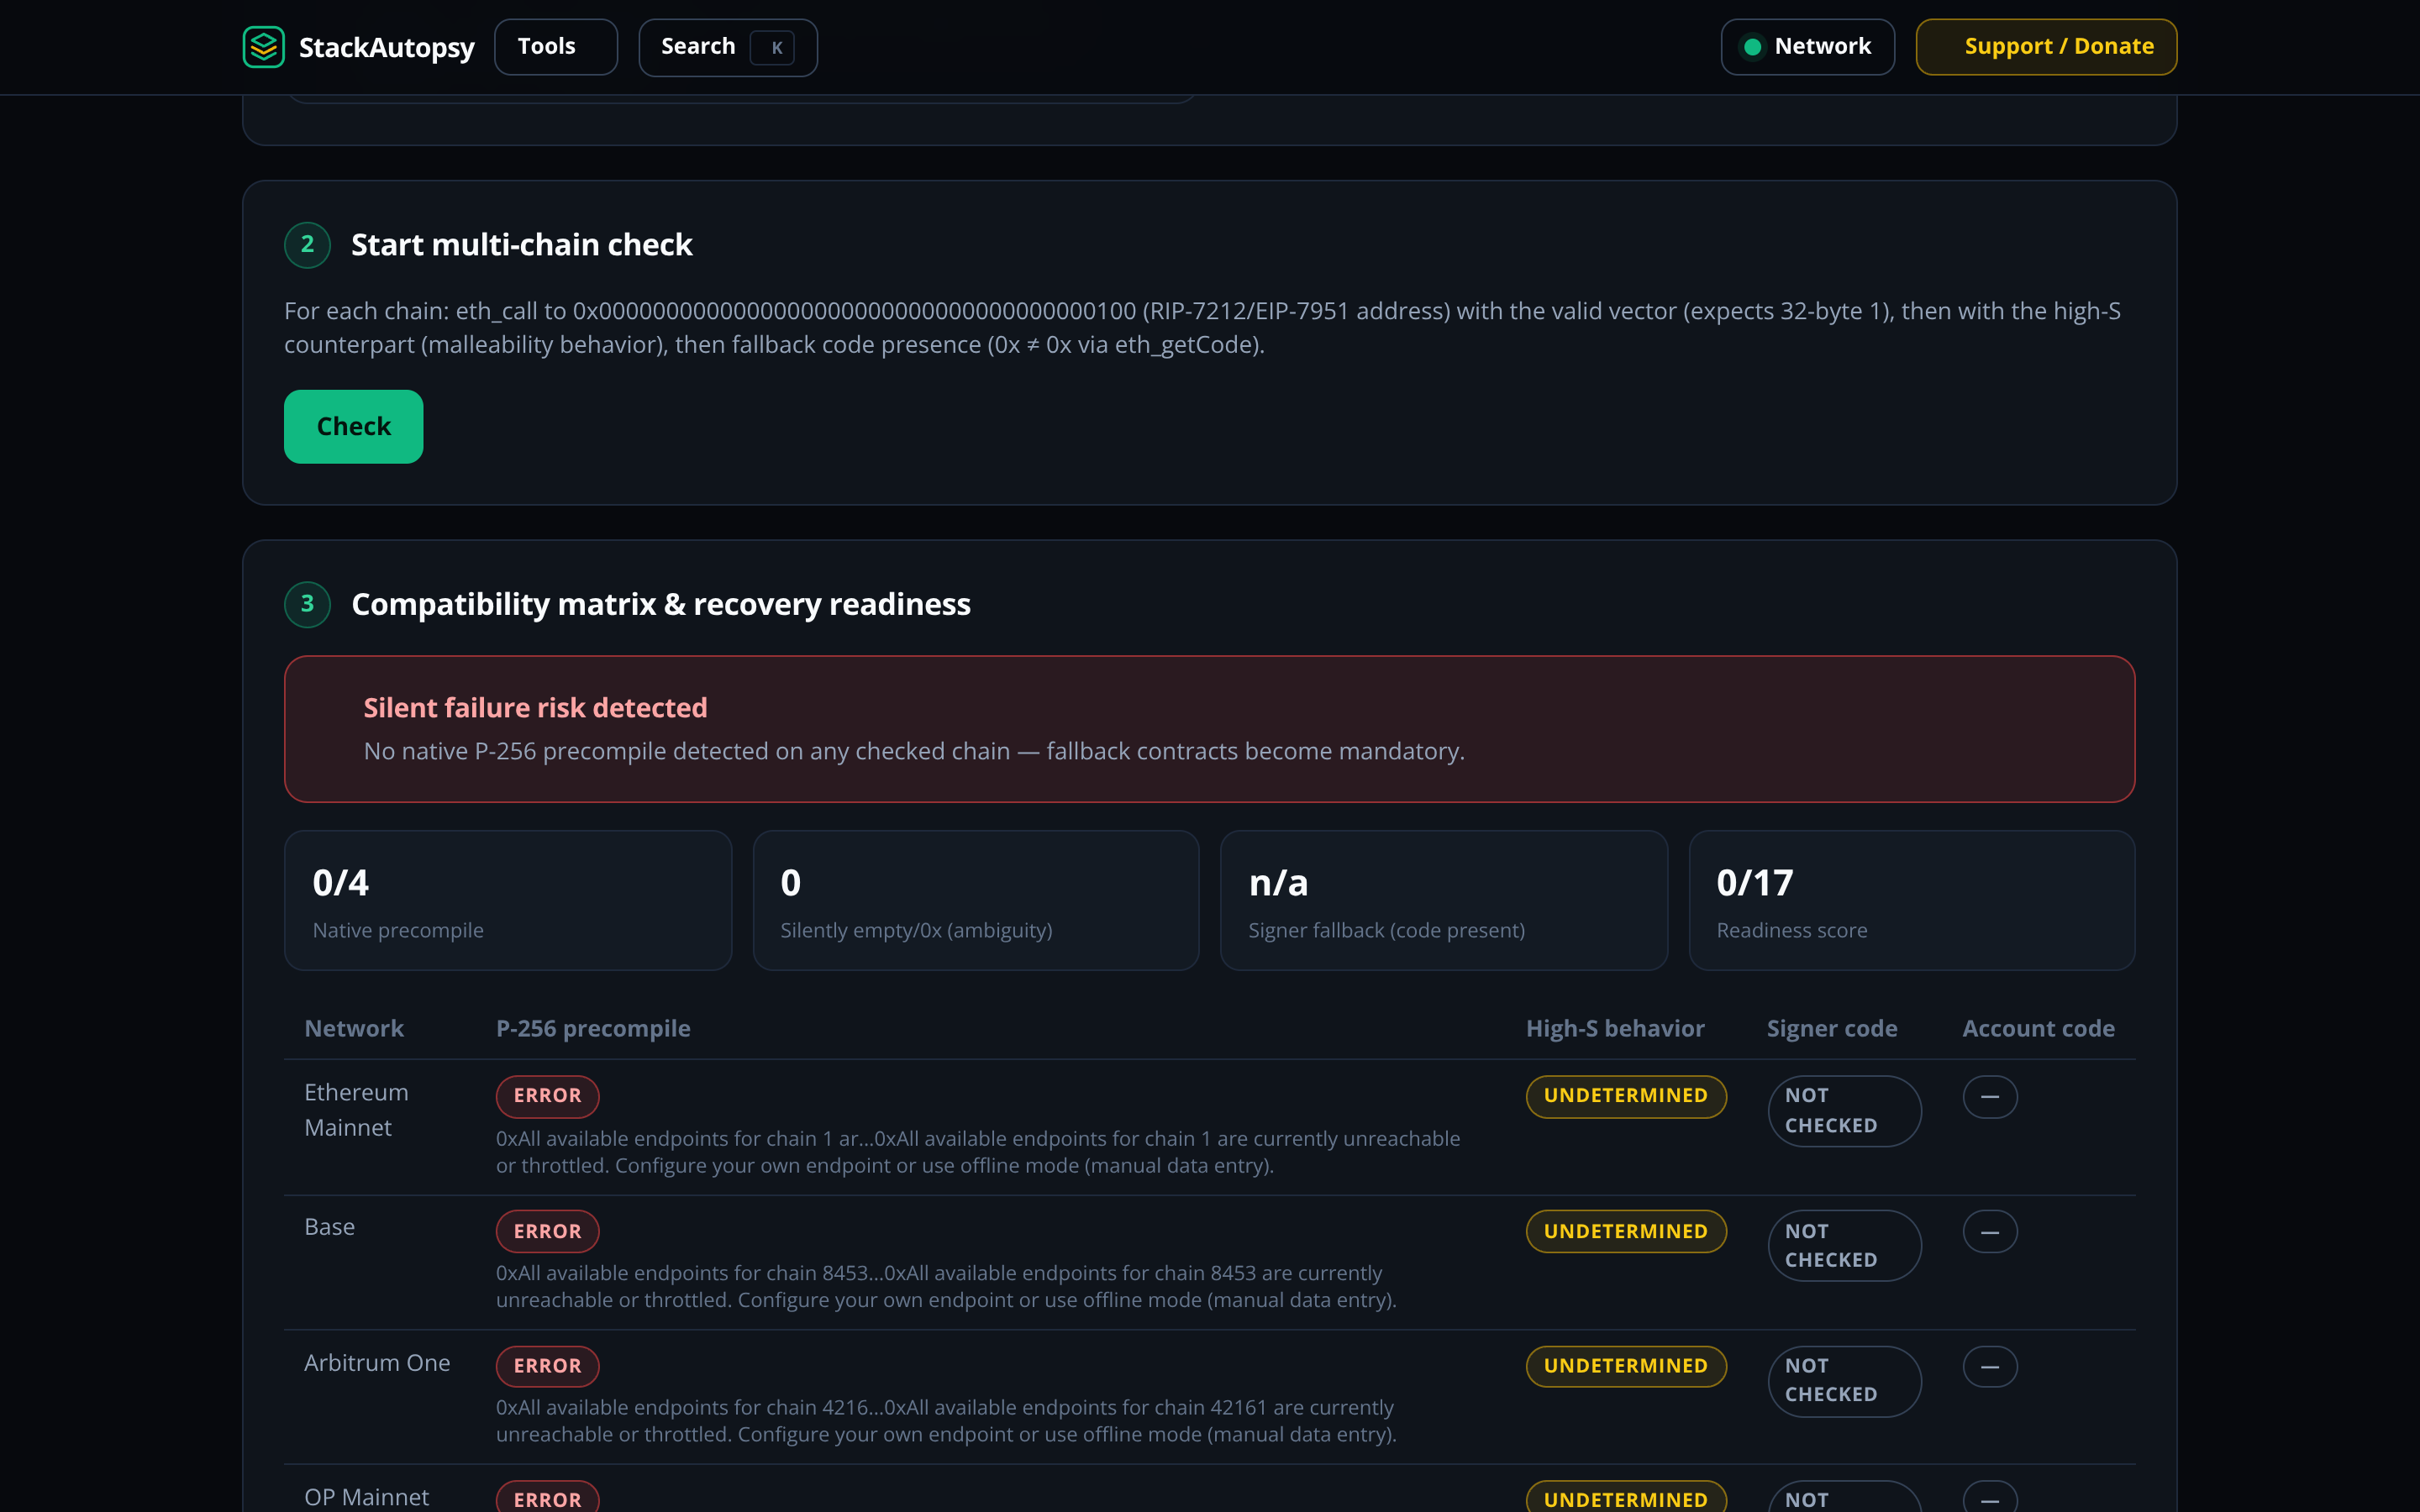 StackAutopsy
Tools
Search K
Network
Support / Donate
2 Start multi-chain check
For each chain: eth_call to 0x0000000000000000000000000000000000000100 (RIP-7212/EIP-7951 address) with the valid vector (expects 32-byte 1), then with the high-S
counterpart (malleability behavior), then fallback code presence (0x ≠ 0x via eth_getCode).
Check
3 Compatibility matrix & recovery readiness
Silent failure risk detected
No native P-256 precompile detected on any checked chain — fallback contracts become mandatory.
0/4
Native precompile
0
Silently empty/0x (ambiguity)
n/a
Signer fallback (code present)
0/17
Readiness score
Network P-256 precompile High-S behavior Signer code Account code
Ethereum
Mainnet
ERROR
0xAll available endpoints for chain 1 ar…0xAll available endpoints for chain 1 are currently unreachable
or throttled. Configure your own endpoint or use offline mode (manual data entry).
UNDETERMINED
NOT
CHECKED
—
Base
ERROR
0xAll available endpoints for chain 8453…0xAll available endpoints for chain 8453 are currently
unreachable or throttled. Configure your own endpoint or use offline mode (manual data entry).
UNDETERMINED
NOT
CHECKED
—
Arbitrum One
ERROR
0xAll available endpoints for chain 4216…0xAll available endpoints for chain 42161 are currently
unreachable or throttled. Configure your own endpoint or use offline mode (manual data entry).
UNDETERMINED
NOT
CHECKED
—
OP Mainnet
ERROR
UNDETERMINED
NOT
—